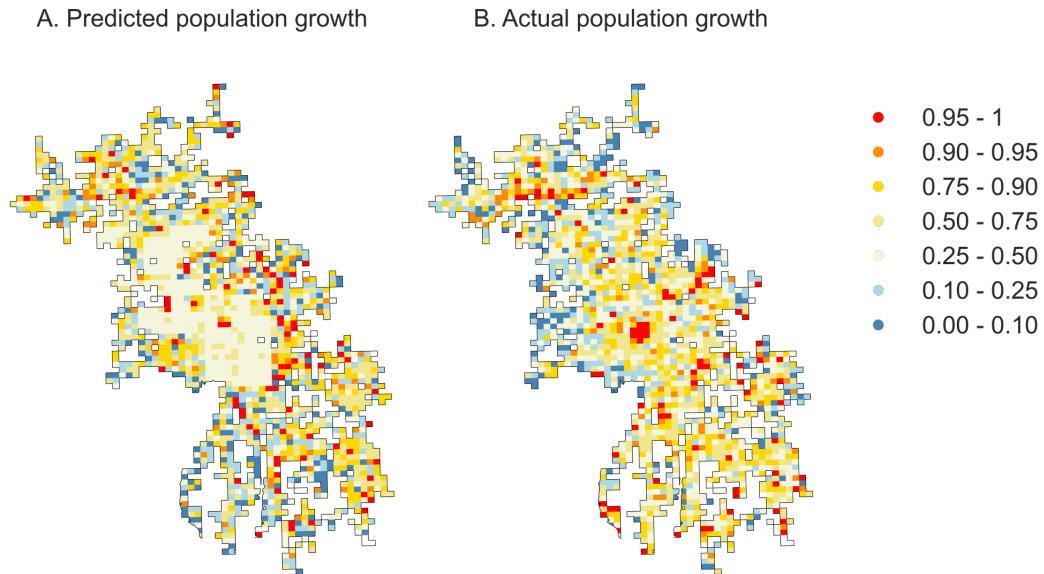 A. Predicted population growth
B. Actual population growth
0.95 - 1
0.90 - 0.95
0.75 - 0.90
0.50 - 0.75
0.25 - 0.50
0.10 - 0.25
0.00 - 0.10